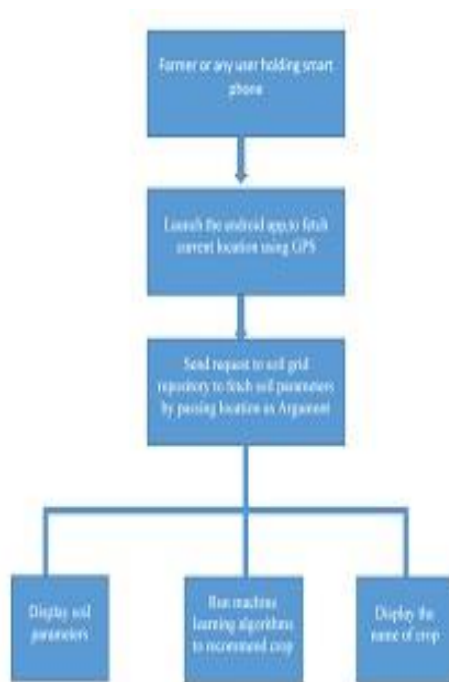 Farmer or any user holding smart
phone
Launch the android app,to fetch
current location using GPS
Send request to soil grid
repository to fetch soil parameters
by passing location as Argument
Display soil
parameters
Run machine
learning algorithms
to recommend crop
Display the
name of crop